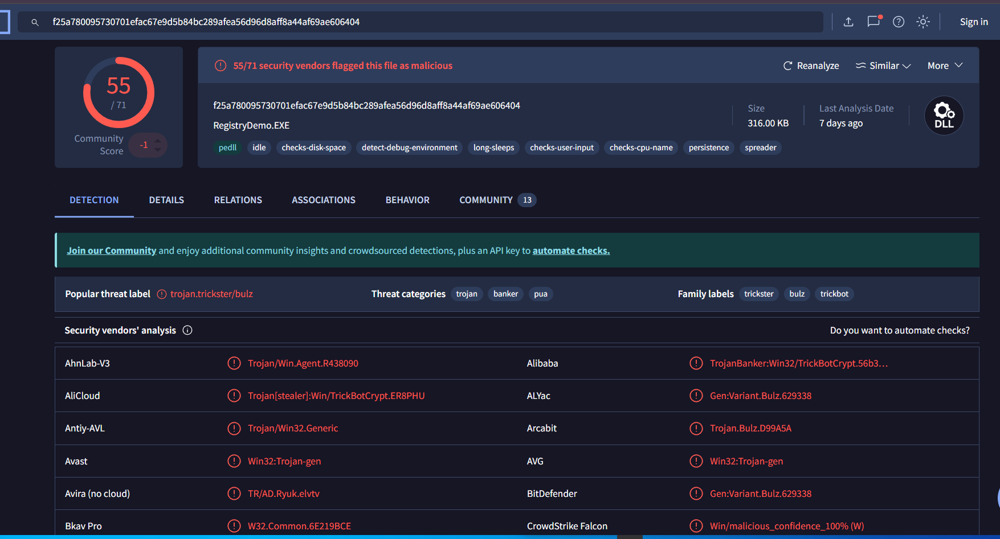 f25a780095730701efac67e9d5b84bc289afea56d96d8aff8a44af69ae606404
Sign in
55
/ 71
Community Score
-1
55/71 security vendors flagged this file as malicious
Reanalyze
Similar
More
f25a780095730701efac67e9d5b84bc289afea56d96d8aff8a44af69ae606404
RegistryDemo.EXE
pedll idle checks-disk-space detect-debug-environment long-sleeps checks-user-input checks-cpu-name persistence spreader
Size
316.00 KB
Last Analysis Date
7 days ago
DLL
DETECTION DETAILS RELATIONS ASSOCIATIONS BEHAVIOR COMMUNITY 13
Join our Community and enjoy additional community insights and crowdsourced detections, plus an API key to automate checks.
Popular threat label trojan.trickster/bulz
Threat categories trojan banker pua
Family labels trickster bulz trickbot
Security vendors' analysis
Do you want to automate checks?
AhnLab-V3 Trojan/Win.Agent.R438090
Alibaba TrojanBanker:Win32/TrickBotCrypt.56b3...
AliCloud Trojan[stealer]:Win/TrickBotCrypt.ER8PHU
ALYac Gen:Variant.Bulz.629338
Antiy-AVL Trojan/Win32.Generic
Arcabit Trojan.Bulz.D99A5A
Avast Win32:Trojan-gen
AVG Win32:Trojan-gen
Avira (no cloud) TR/AD.Ryuk.elvtv
BitDefender Gen:Variant.Bulz.629338
Bkav Pro W32.Common.6E219BCE
CrowdStrike Falcon Win/malicious_confidence_100% (W)